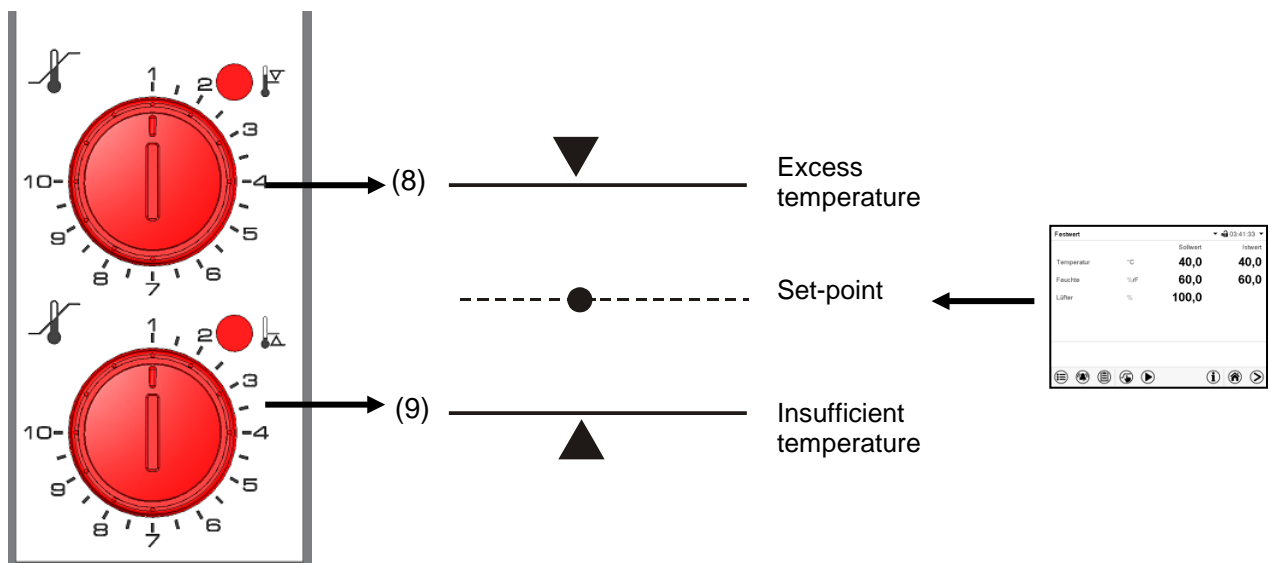 1
2
3
4
5
6
7
8
9
10
1
2
3
4
5
6
7
8
9
10
(8)
Excess
temperature
Set-point
(9)
Insufficient
temperature
Festwert 03:41:33
Sollwert Istwert
Temperatur °C 40,0 40,0
Feuchte %rF 60,0 60,0
Lüfter % 100,0